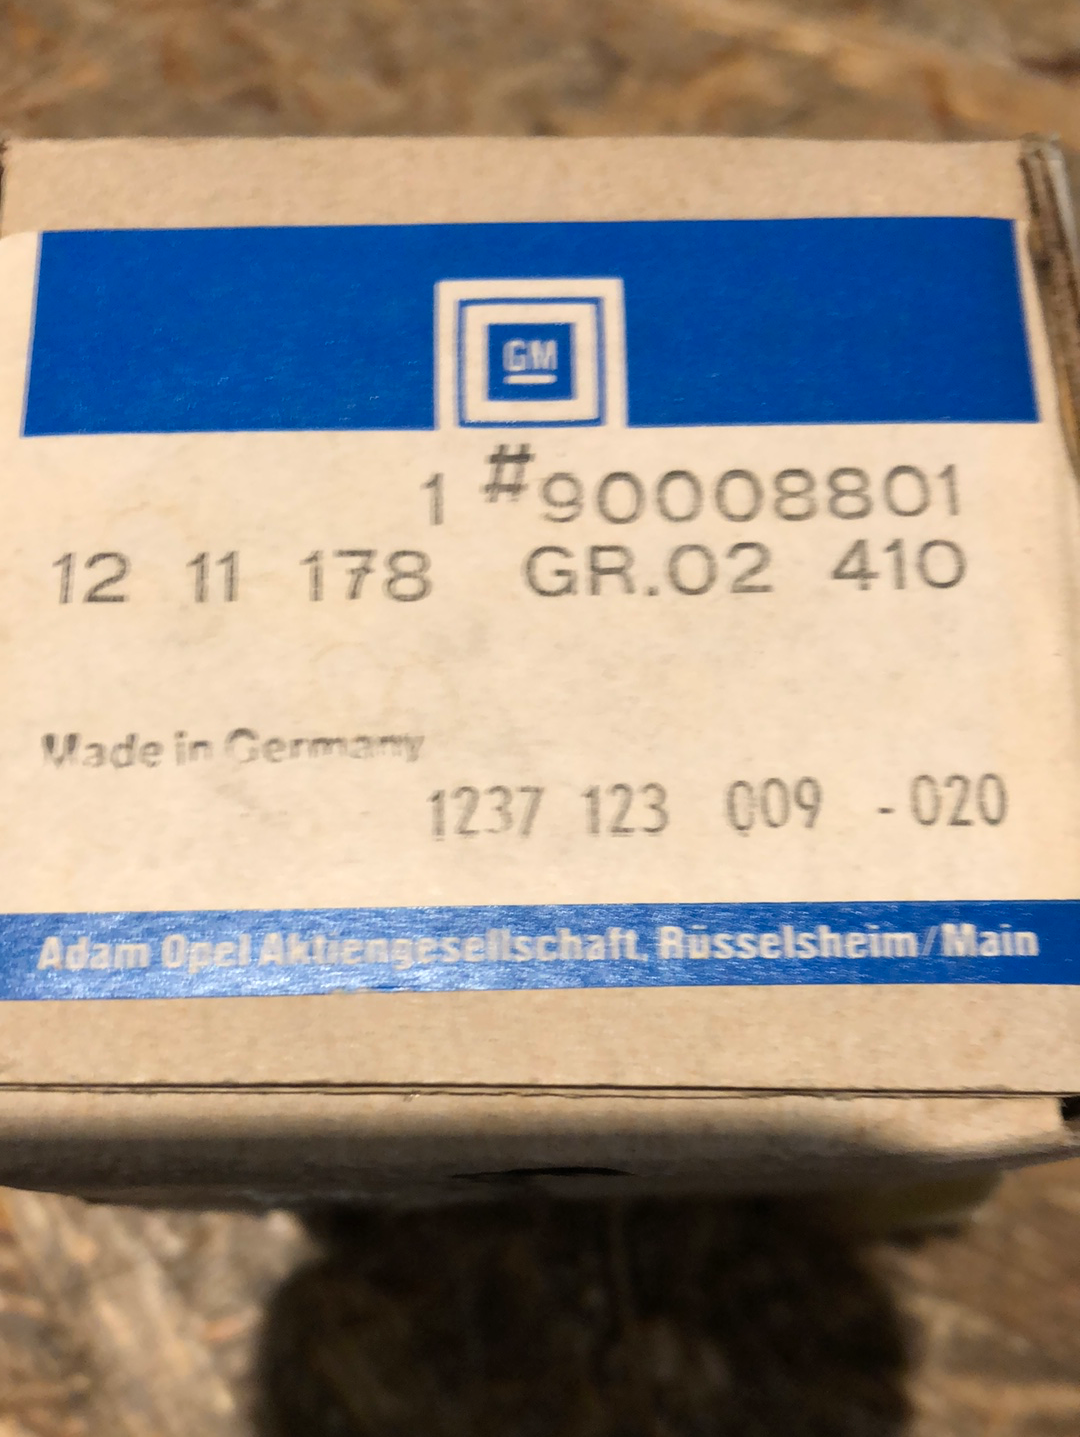 GM
1 #90008801
12 11 178 GR.02 410
Made in Germany
1237 123 009 -020
Adam Opel Aktiengesellschaft, Rüsselsheim/Main